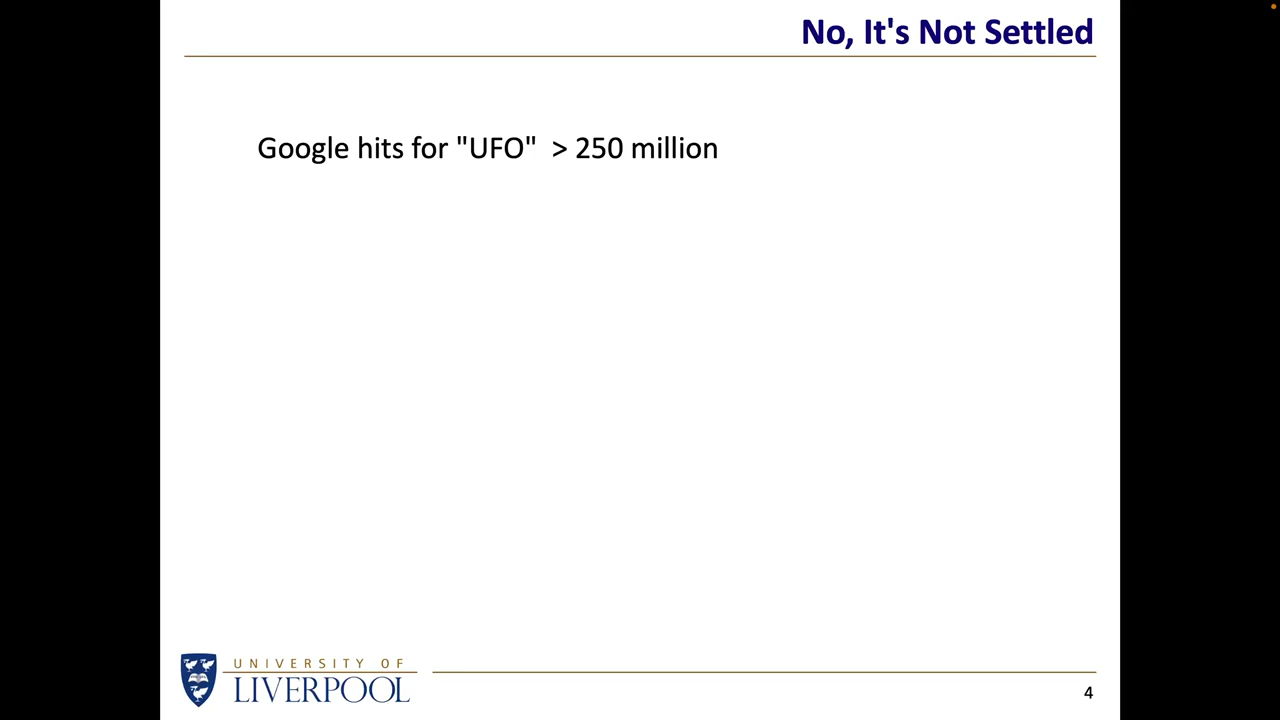 No, It's Not Settled
Google hits for "UFO"  > 250 million
UNIVERSITY OF
LIVERPOOL
4